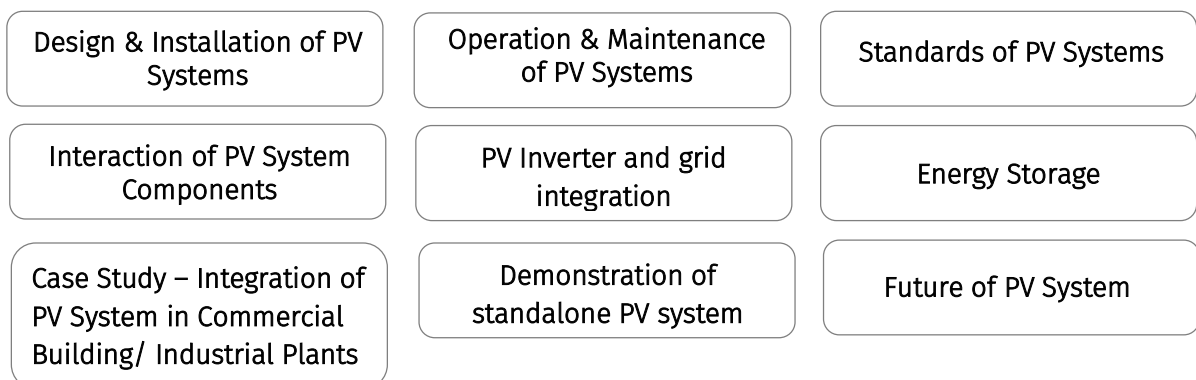 Design & Installation of PV
Systems
Operation & Maintenance
of PV Systems
Standards of PV Systems
Interaction of PV System
Components
PV Inverter and grid
integration
Energy Storage
Case Study – Integration of
PV System in Commercial
Building/ Industrial Plants
Demonstration of
standalone PV system
Future of PV System